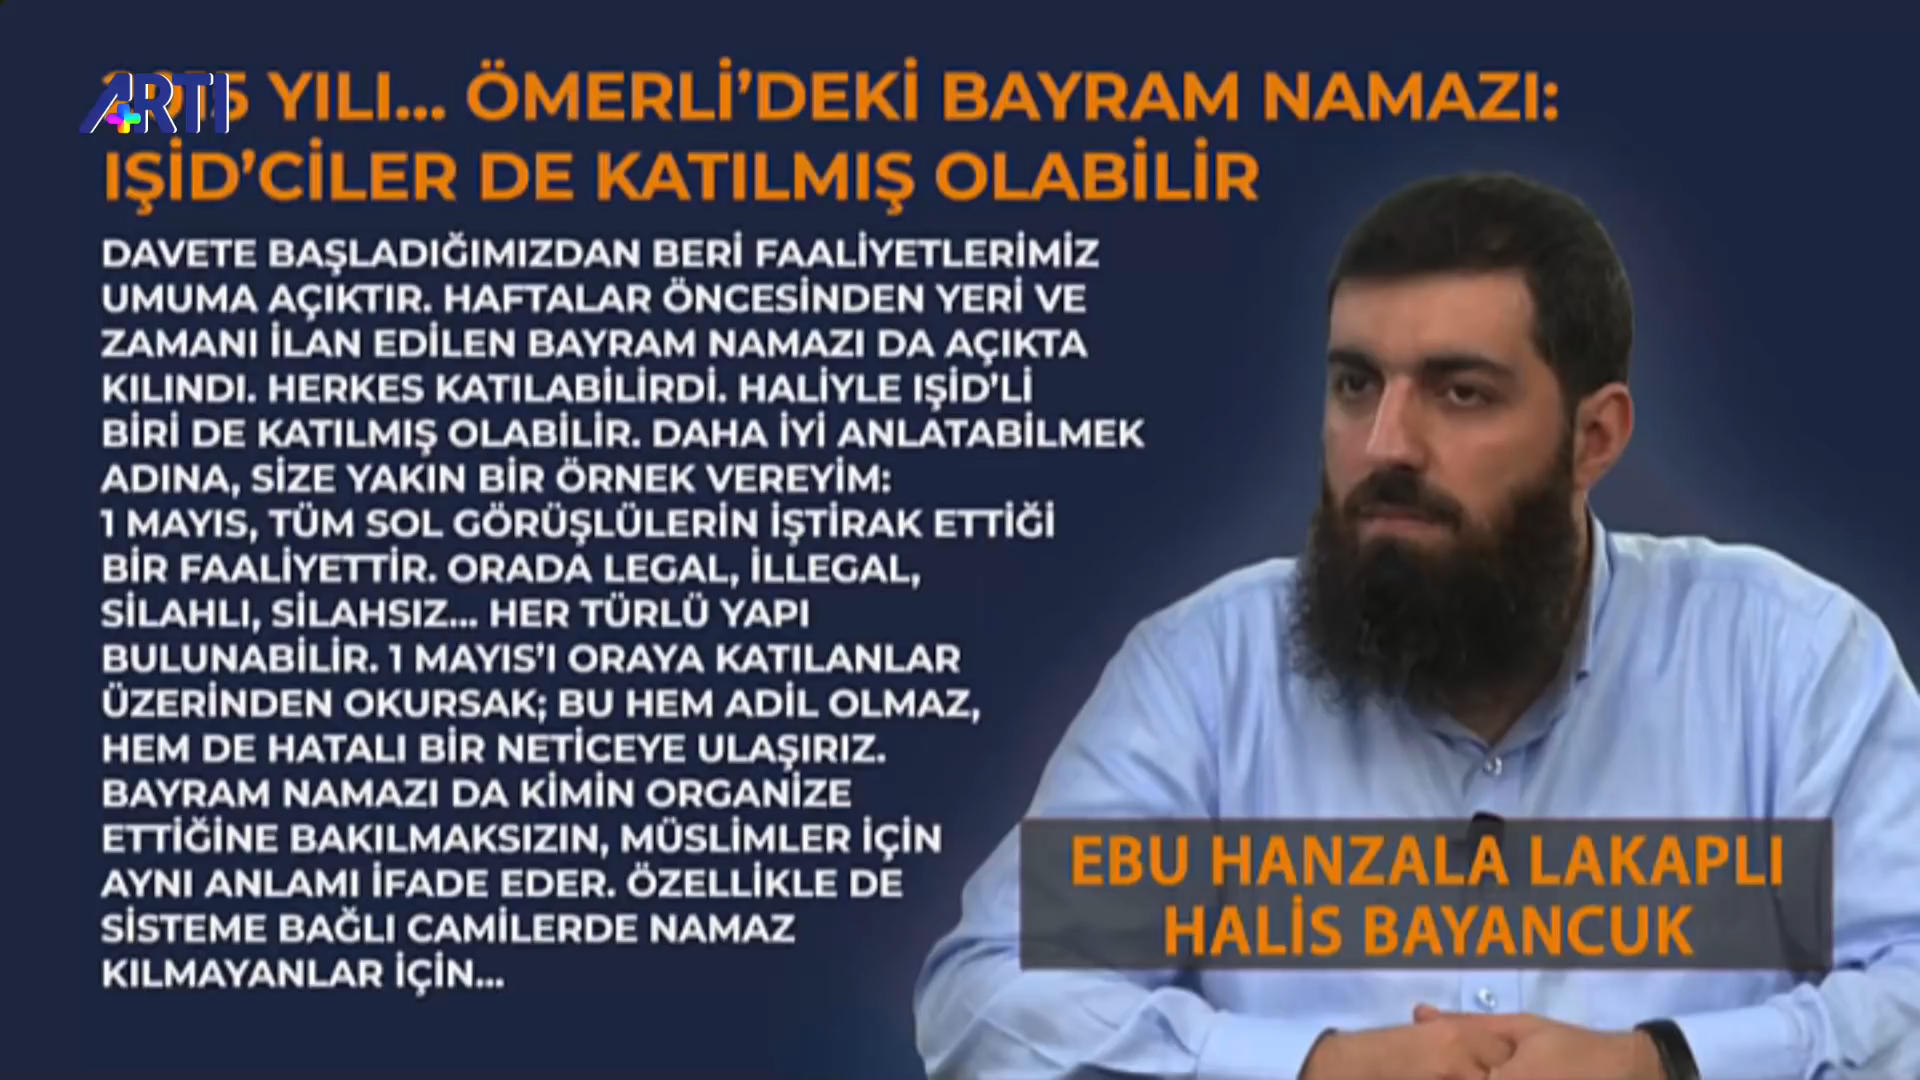 ARTI
YILI... ÖMERLİ'DEKİ BAYRAM NAMAZI:
IŞİD'CİLER DE KATILMIŞ OLABİLİR
DAVETE BAŞLADIĞIMIZDAN BERİ FAALİYETLERİMİZ
UMUMA AÇIKTIR. HAFTALAR ÖNCESİNDEN YERİ VE
ZAMANI İLAN EDİLEN BAYRAM NAMAZI DA AÇIKTA
KILINDI. HERKES KATILABİLİRDİ. HALİYLE IŞİD'Lİ
BİRİ DE KATILMIŞ OLABİLİR. DAHA İYİ ANLATABİLMEK
ADINA, SİZE YAKIN BİR ÖRNEK VEREYİM:
1 MAYIS, TÜM SOL GÖRÜŞLÜLERİN İŞTİRAK ETTİĞİ
BİR FAALİYETTİR. ORADA LEGAL, İLLEGAL,
SİLAHLI, SİLAHSIZ... HER TÜRLÜ YAPI
BULUNABİLİR. 1 MAYIS'I ORAYA KATILANLAR
ÜZERİNDEN OKURSAK; BU HEM ADİL OLMAZ,
HEM DE HATALI BİR NETİCEYE ULAŞIRIZ.
BAYRAM NAMAZI DA KİMİN ORGANİZE
ETTİĞİNE BAKILMAKSIZIN, MÜSLİMLER İÇİN
AYNI ANLAMI İFADE EDER. ÖZELLİKLE DE
SİSTEME BAĞLI CAMİLERDE NAMAZ
KILMAYANLAR İÇİN...
EBU HANZALA LAKAPLI
HALİS BAYANCUK